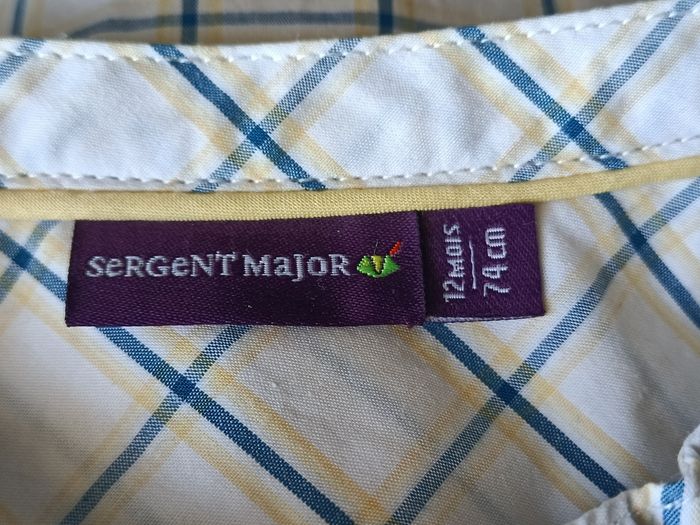 SeRGeNT MaJoR
12 MOIS
74 cm